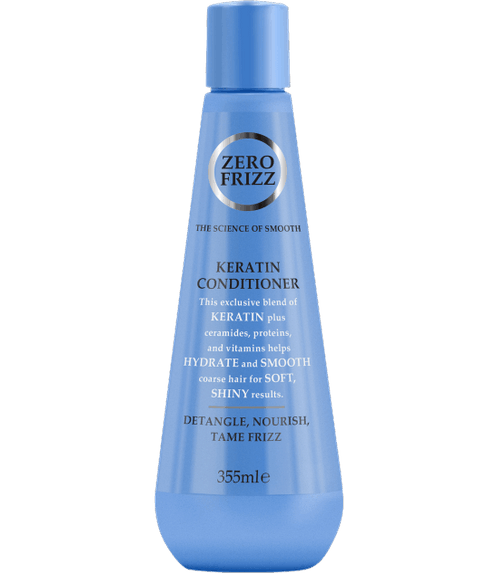 ZERO
FRIZZ
THE SCIENCE OF SMOOTH
KERATIN
CONDITIONER
This exclusive blend of
KERATIN plus
ceramides, proteins,
and vitamins helps
HYDRATE and SMOOTH
coarse hair for SOFT,
SHINY results.
DETANGLE, NOURISH,
TAME FRIZZ
355ml℮